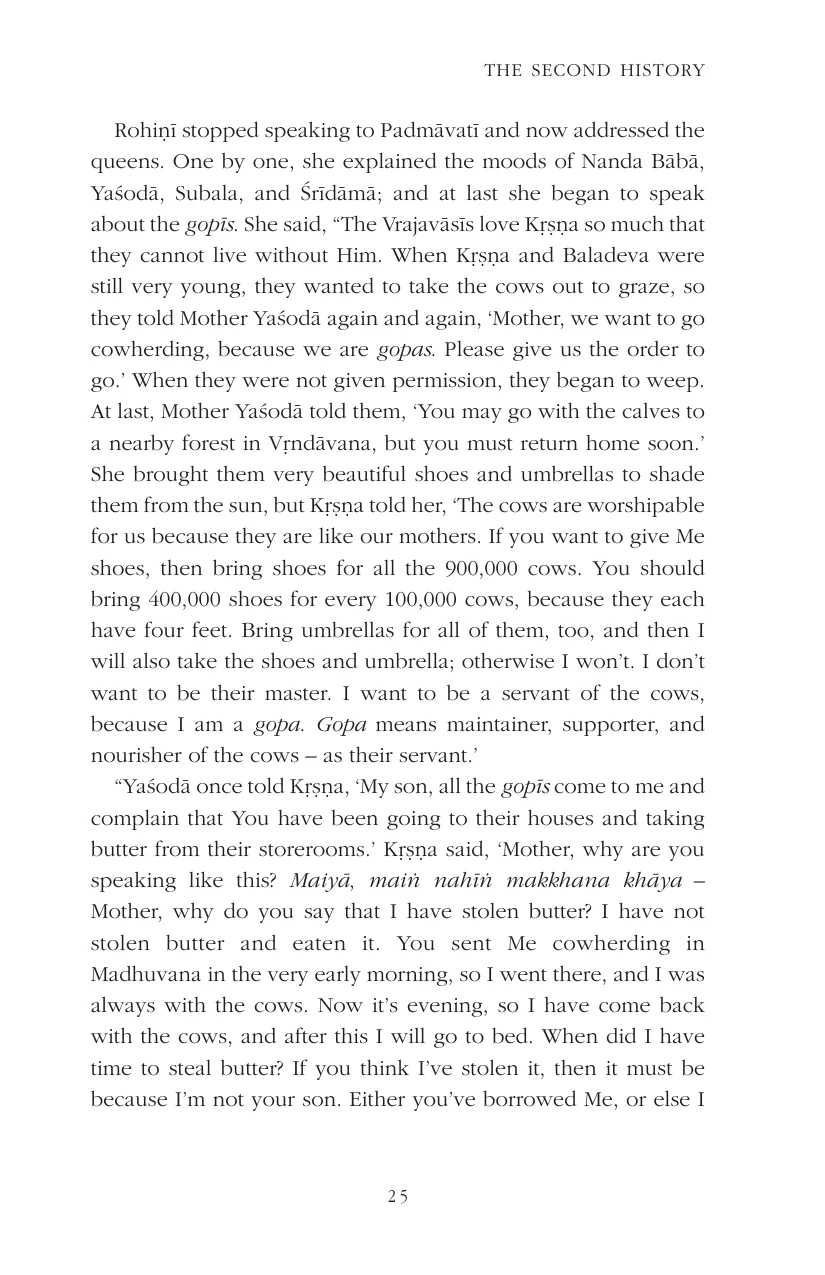 THE SECOND HISTORY
Rohiṇī stopped speaking to Padmāvatī and now addressed the
queens. One by one, she explained the moods of Nanda Bābā,
Yaśodā, Subala, and Śrīdāmā; and at last she began to speak
about the gopīs. She said, “The Vrajavāsīs love Kṛṣṇa so much that
they cannot live without Him. When Kṛṣṇa and Baladeva were
still very young, they wanted to take the cows out to graze, so
they told Mother Yaśodā again and again, ‘Mother, we want to go
cowherding, because we are gopas. Please give us the order to
go.’ When they were not given permission, they began to weep.
At last, Mother Yaśodā told them, ‘You may go with the calves to
a nearby forest in Vṛndāvana, but you must return home soon.’
She brought them very beautiful shoes and umbrellas to shade
them from the sun, but Kṛṣṇa told her, ‘The cows are worshipable
for us because they are like our mothers. If you want to give Me
shoes, then bring shoes for all the 900,000 cows. You should
bring 400,000 shoes for every 100,000 cows, because they each
have four feet. Bring umbrellas for all of them, too, and then I
will also take the shoes and umbrella; otherwise I won’t. I don’t
want to be their master. I want to be a servant of the cows,
because I am a gopa. Gopa means maintainer, supporter, and
nourisher of the cows – as their servant.’
“Yaśodā once told Kṛṣṇa, ‘My son, all the gopīs come to me and
complain that You have been going to their houses and taking
butter from their storerooms.’ Kṛṣṇa said, ‘Mother, why are you
speaking like this? Maiyā, maiṅ nahīṅ makkhana khāya –
Mother, why do you say that I have stolen butter? I have not
stolen butter and eaten it. You sent Me cowherding in
Madhuvana in the very early morning, so I went there, and I was
always with the cows. Now it’s evening, so I have come back
with the cows, and after this I will go to bed. When did I have
time to steal butter? If you think I’ve stolen it, then it must be
because I’m not your son. Either you’ve borrowed Me, or else I
25